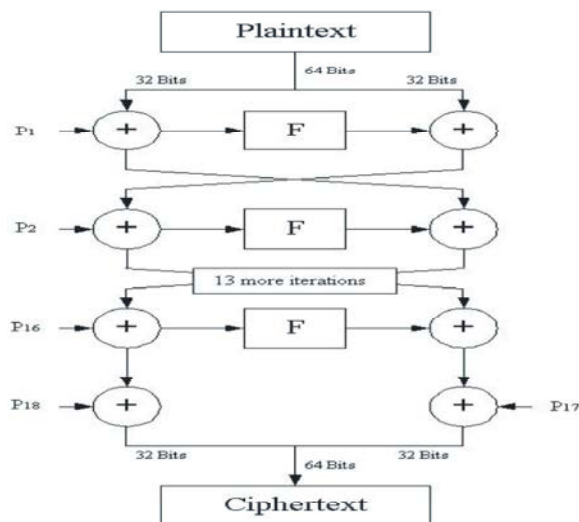 Plaintext
64 Bits
32 Bits 32 Bits
P1 + F +
P2 + F +
13 more iterations
P16 + F +
P18 + + P17
32 Bits 32 Bits
64 Bits
Ciphertext